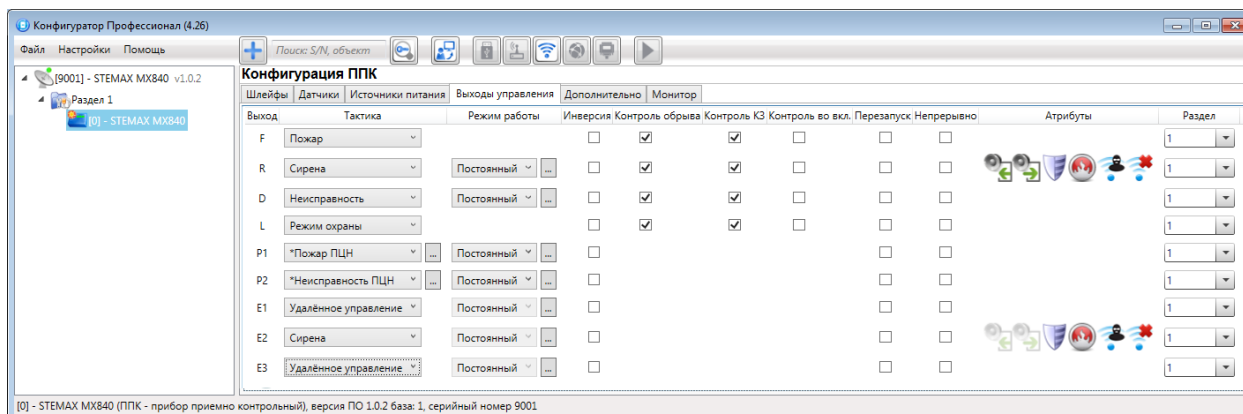 Конфигуратор Профессионал (4.26)
Файл Настройки Помощь
Поиск: S/N, объект
[9001] - STEMAX MX840 v1.0.2
Раздел 1
[0] - STEMAX MX840
Конфигурация ППК
Шлейфы Датчики Источники питания Выходы управления Дополнительно Монитор
Выход Тактика Режим работы Инверсия Контроль обрыва Контроль КЗ Контроль во вкл. Перезапуск Непрерывно Атрибуты Раздел
F Пожар 1
R Сирена Постоянный ... 1
D Неисправность Постоянный ... 1
L Режим охраны 1
P1 *Пожар ПЦН ... Постоянный ... 1
P2 *Неисправность ПЦН ... Постоянный ... 1
E1 Удалённое управление Постоянный ... 1
E2 Сирена Постоянный ... 1
E3 Удалённое управление Постоянный ... 1
[0] - STEMAX MX840 (ППК - прибор приемно контрольный), версия ПО 1.0.2 база: 1, серийный номер 9001